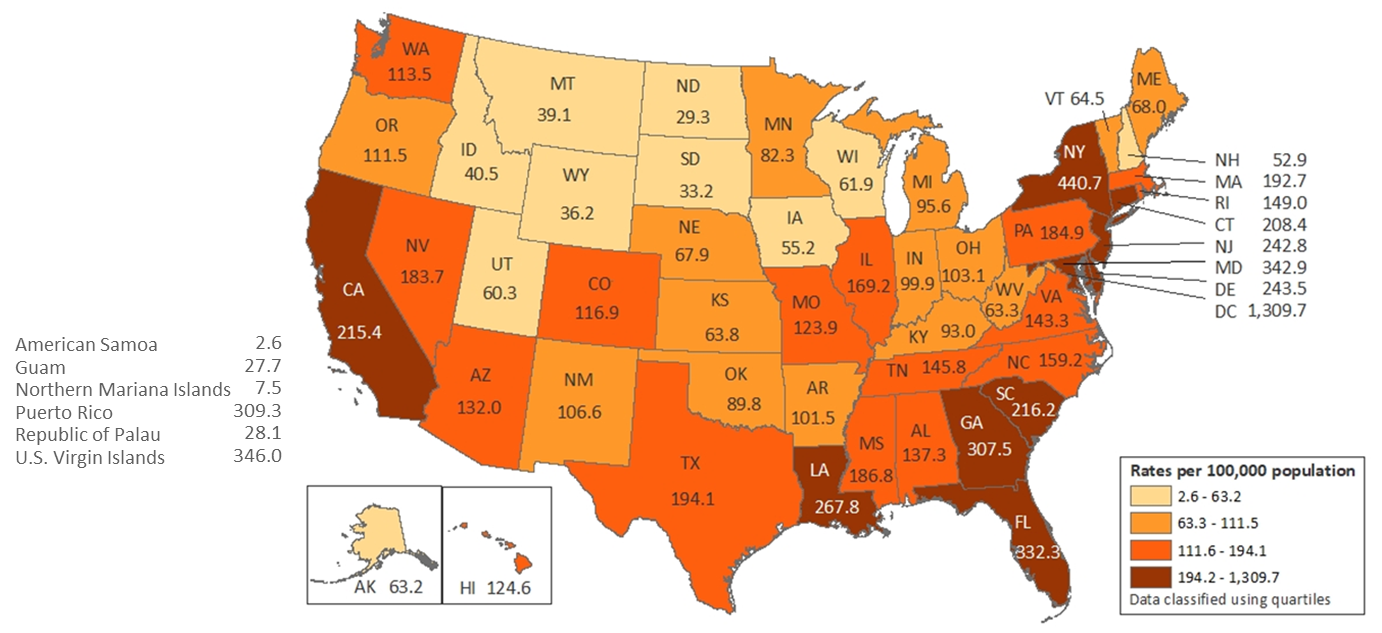 WA
113.5
MT
39.1
ND
29.3
MN
82.3
ME
68.0
VT 64.5
OR
111.5
ID
40.5
SD
33.2
WI
61.9
MI
95.6
NY
440.7
NH 52.9
MA 192.7
RI 149.0
CT 208.4
NJ 242.8
MD 342.9
DE 243.5
DC 1,309.7
WY
36.2
IA
55.2
NE
67.9
PA 184.9
NV
183.7
UT
60.3
CO
116.9
IL
169.2
IN
99.9
OH
103.1
WV
63.3
VA
143.3
CA
215.4
KS
63.8
MO
123.9
KY 93.0
American Samoa 2.6
Guam 27.7
Northern Mariana Islands 7.5
Puerto Rico 309.3
Republic of Palau 28.1
U.S. Virgin Islands 346.0
AZ
132.0
NM
106.6
OK
89.8
AR
101.5
TN 145.8
NC 159.2
SC
216.2
MS
186.8
AL
137.3
GA
307.5
TX
194.1
LA
267.8
FL
332.3
AK 63.2
HI 124.6
Rates per 100,000 population
2.6 - 63.2
63.3 - 111.5
111.6 - 194.1
194.2 - 1,309.7
Data classified using quartiles